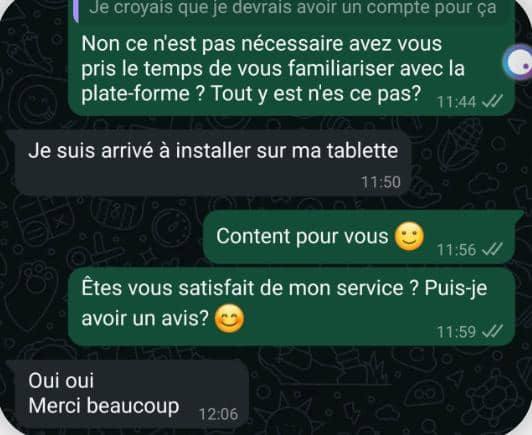 Je croyais que je devrais avoir un compte pour ça
Non ce n'est pas nécessaire avez vous
pris le temps de vous familiariser avec la
plate-forme ? Tout y est n'es ce pas?
11:44
Je suis arrivé à installer sur ma tablette
11:50
Content pour vous 🙂
11:56
Êtes vous satisfait de mon service ? Puis-je
avoir un avis? 😊
11:59
Oui oui
Merci beaucoup
12:06